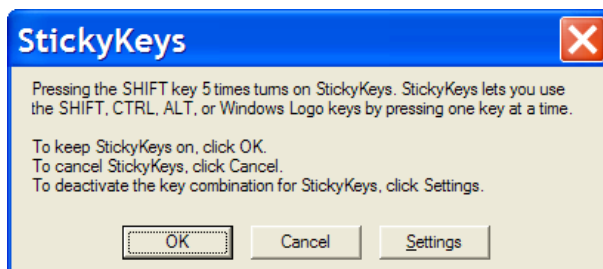 StickyKeys
Pressing the SHIFT key 5 times turns on StickyKeys. StickyKeys lets you use
the SHIFT, CTRL, ALT, or Windows Logo keys by pressing one key at a time.
To keep StickyKeys on, click OK.
To cancel StickyKeys, click Cancel.
To deactivate the key combination for StickyKeys, click Settings.
OK Cancel Settings